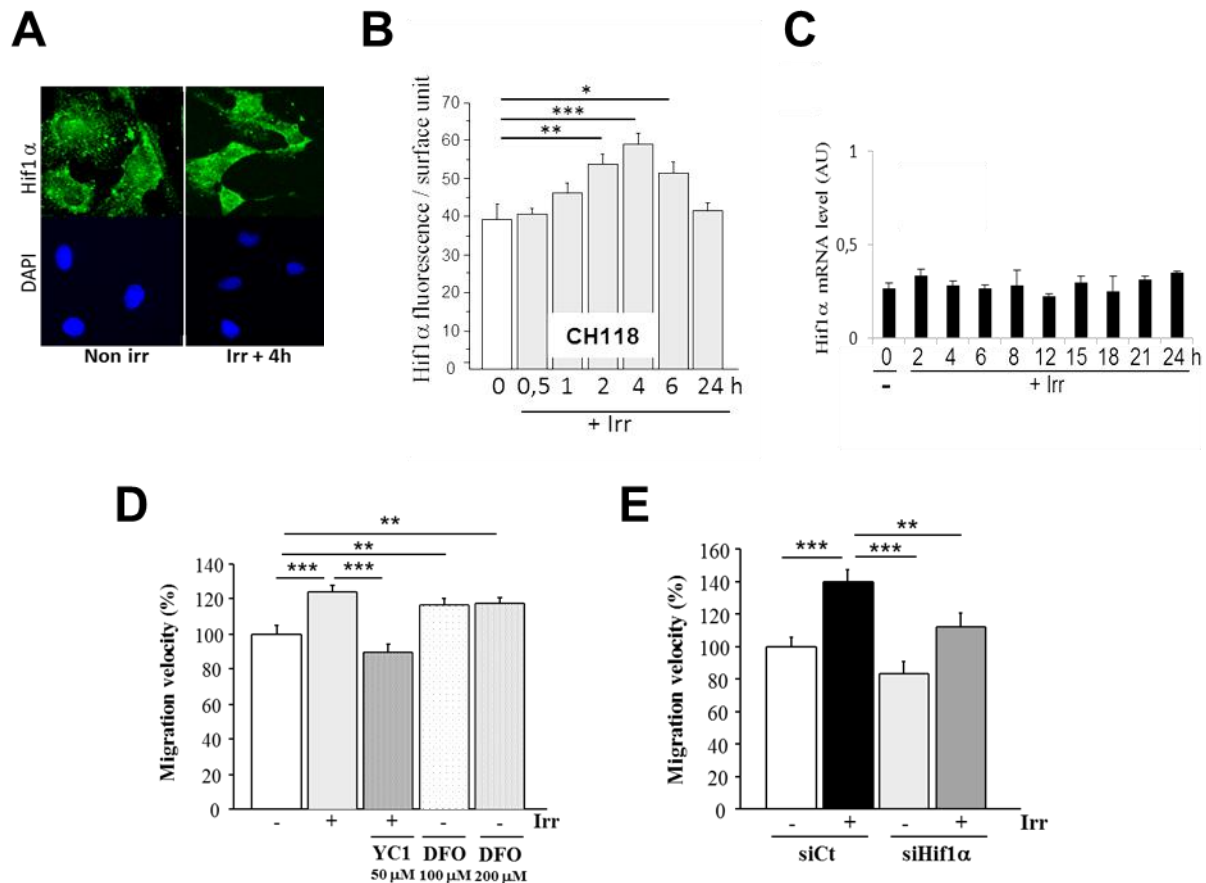 A
Hif1 α
DAPI
Non irr
Irr + 4h
B
Hif1α fluorescence / surface unit
70
60
50
40
30
20
10
0
*
***
**
CH118
0 0,5 1 2 4 6 24 h
+ Irr
C
Hif1α mRNA level (AU)
1
0,5
0
0 2 4 6 8 12 15 18 21 24 h
- + Irr
D
Migration velocity (%)
140
120
100
80
60
40
20
0
**
**
*** ***
- + + - - Irr
YC1 DFO DFO
50 µM 100 µM 200 µM
E
Migration velocity (%)
160
140
120
100
80
60
40
20
0
**
*** ***
- + - + Irr
siCt siHif1α